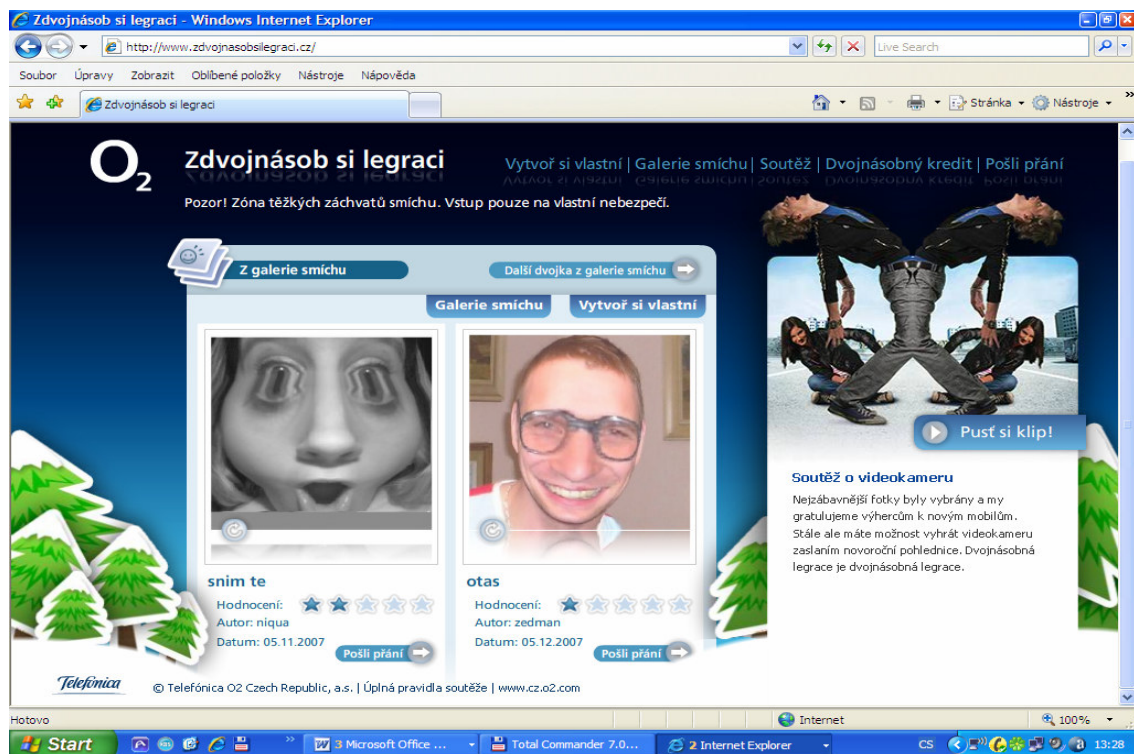 Zdvojnásob si legraci - Windows Internet Explorer
http://www.zdvojnasobsilegraci.cz/
Live Search
Soubor Úpravy Zobrazit Oblíbené položky Nástroje Nápověda
Zdvojnásob si legraci
Stránka Nástroje
O2 Zdvojnásob si legraci
Vytvoř si vlastní | Galerie smíchu | Soutěž | Dvojnásobný kredit | Pošli přání
Pozor! Zóna těžkých záchvatů smíchu. Vstup pouze na vlastní nebezpečí.
Z galerie smíchu
Další dvojka z galerie smíchu
Galerie smíchu
Vytvoř si vlastní
snim te
Hodnocení:
Autor: niqua
Datum: 05.11.2007
Pošli přání
otas
Hodnocení:
Autor: zedman
Datum: 05.12.2007
Pošli přání
Pusť si klip!
Soutěž o videokameru
Nejzábavnější fotky byly vybrány a my
gratulujeme výhercům k novým mobilům.
Stále ale máte možnost vyhrát videokameru
zaslaním novoroční pohlednice. Dvojnásobná
legrace je dvojnásobná legrace.
Telefónica
© Telefónica O2 Czech Republic, a.s. | Úplná pravidla soutěže | www.cz.o2.com
Hotovo
Internet
100%
Start
3 Microsoft Office ...
Total Commander 7.0...
2 Internet Explorer
CS
13:28